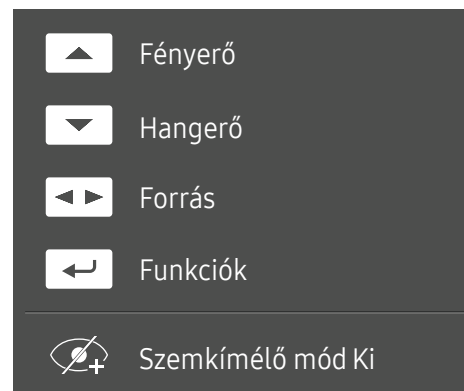 Fényerő
Hangerő
Forrás
Funkciók
Szemkímélő mód Ki